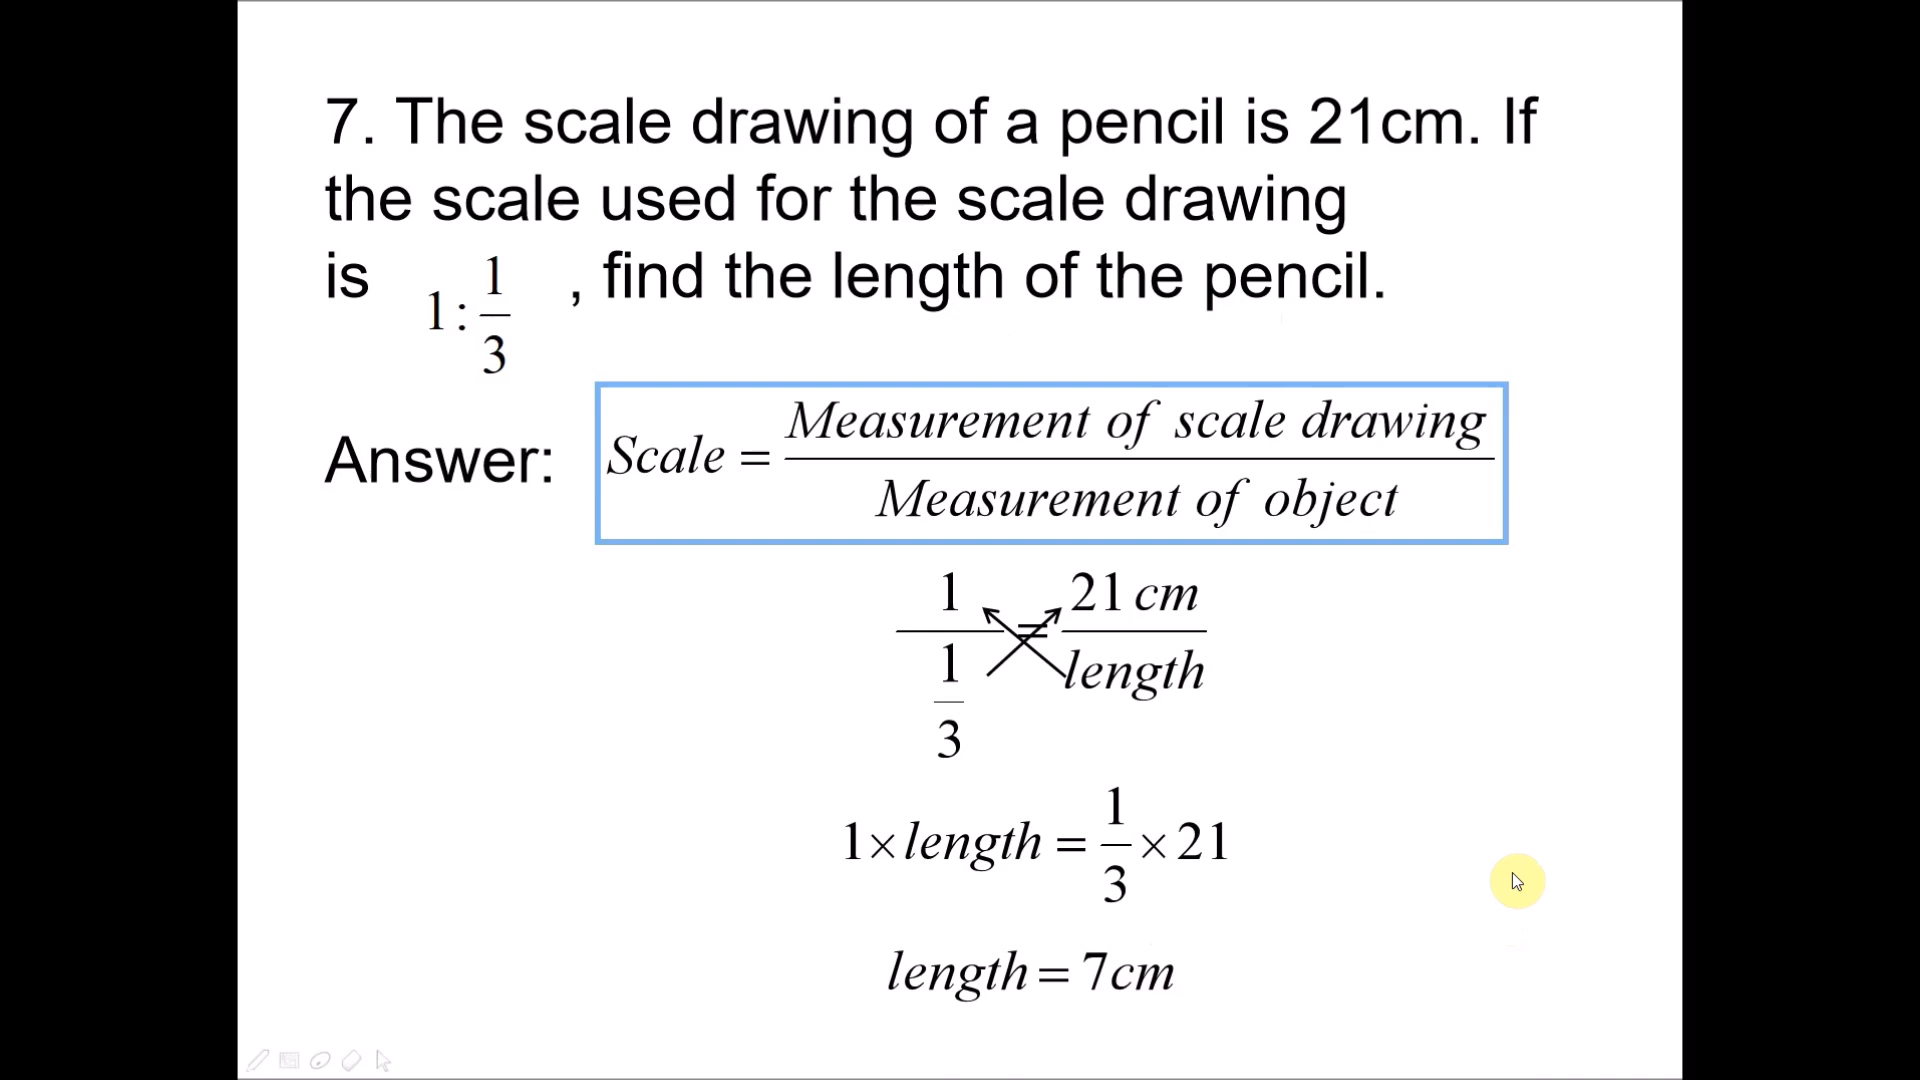 7. The scale drawing of a pencil is 21cm. If
the scale used for the scale drawing
is 1 : 1/3 , find the length of the pencil.
Answer: Scale = Measurement of scale drawing / Measurement of object
1 / (1/3) = 21 cm / length
1 × length = 1/3 × 21
length = 7cm